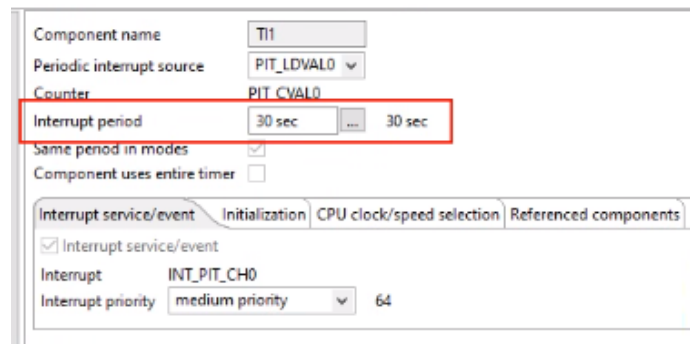 Component name TI1
Periodic interrupt source PIT_LDVAL0
Counter PIT_CVAL0
Interrupt period 30 sec ... 30 sec
Same period in modes
Component uses entire timer
Interrupt service/event Initialization CPU clock/speed selection Referenced components
Interrupt service/event
Interrupt INT_PIT_CH0
Interrupt priority medium priority 64